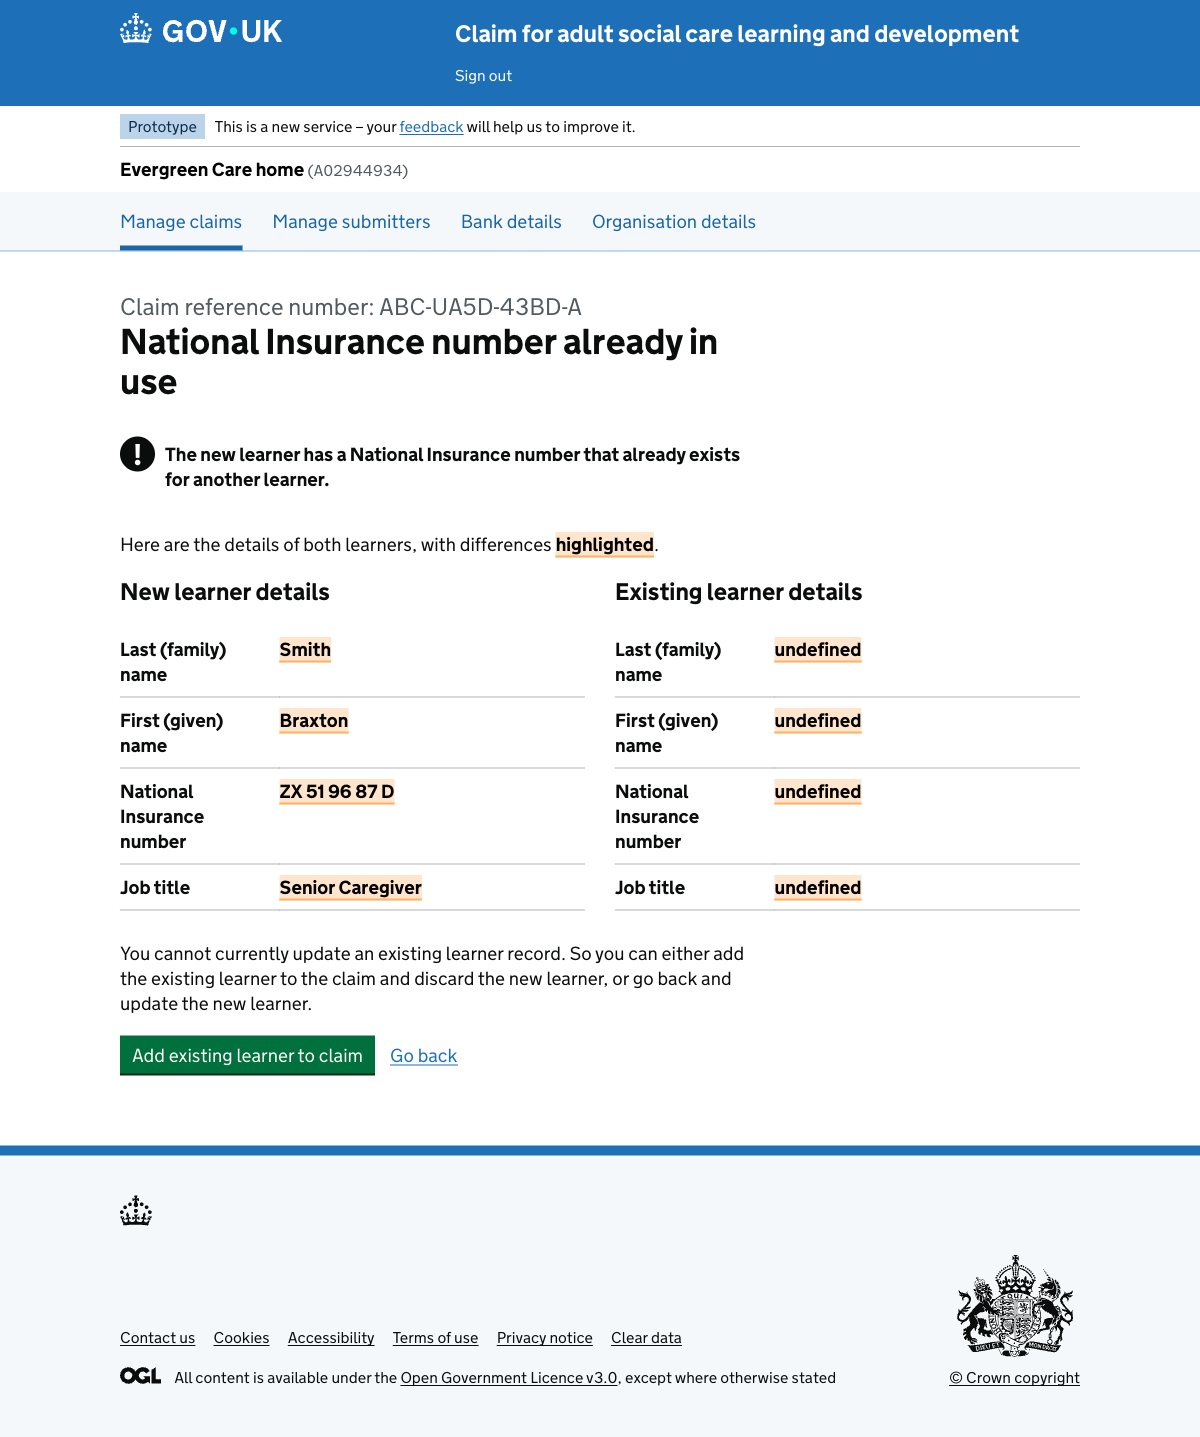 GOV·UK
Claim for adult social care learning and development
Sign out
Prototype
This is a new service – your feedback will help us to improve it.
Evergreen Care home (A02944934)
Manage claims
Manage submitters
Bank details
Organisation details
Claim reference number: ABC-UA5D-43BD-A
National Insurance number already in
use
!
The new learner has a National Insurance number that already exists
for another learner.
Here are the details of both learners, with differences highlighted.
New learner details
Last (family)
name
Smith
First (given)
name
Braxton
National
Insurance
number
ZX 51 96 87 D
Job title
Senior Caregiver
Existing learner details
Last (family)
name
undefined
First (given)
name
undefined
National
Insurance
number
undefined
Job title
undefined
You cannot currently update an existing learner record. So you can either add
the existing learner to the claim and discard the new learner, or go back and
update the new learner.
Add existing learner to claim
Go back
Contact us
Cookies
Accessibility
Terms of use
Privacy notice
Clear data
OGL
All content is available under the Open Government Licence v3.0, except where otherwise stated
© Crown copyright